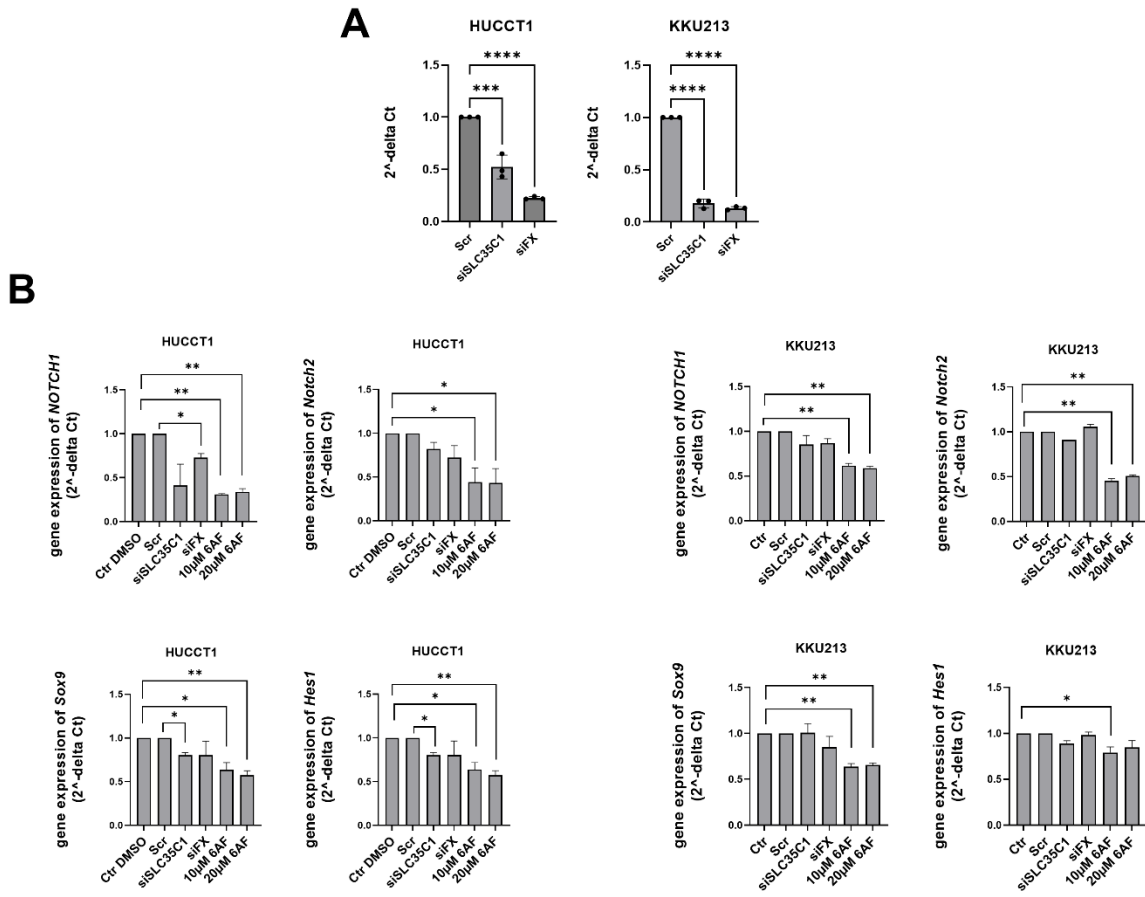 A
HUCCT1
2^-delta Ct
1.5
1.0
0.5
0.0
****
***
Scr
siSLC35C1
siFX
KKU213
2^-delta Ct
1.5
1.0
0.5
0.0
****
****
Scr
siSLC35C1
siFX
B
HUCCT1
gene expression of NOTCH1
(2^-delta Ct)
1.5
1.0
0.5
0.0
**
**
*
Ctr DMSO
Scr
siSLC35C1
siFX
10µM 6AF
20µM 6AF
HUCCT1
gene expression of Notch2
(2^-delta Ct)
1.5
1.0
0.5
0.0
*
*
Ctr DMSO
Scr
siSLC35C1
siFX
10µM 6AF
20µM 6AF
KKU213
gene expression of NOTCH1
(2^-delta Ct)
1.5
1.0
0.5
0.0
**
**
Ctr
Scr
siSLC35C1
siFX
10µM 6AF
20µM 6AF
KKU213
gene expression of Notch2
(2^-delta Ct)
1.5
1.0
0.5
0.0
**
**
Ctr
Scr
siSLC35C1
siFX
10µM 6AF
20µM 6AF
HUCCT1
gene expression of Sox9
(2^-delta Ct)
1.5
1.0
0.5
0.0
**
*
*
Ctr DMSO
Scr
siSLC35C1
siFX
10µM 6AF
20µM 6AF
HUCCT1
gene expression of Hes1
(2^-delta Ct)
1.5
1.0
0.5
0.0
**
*
*
Ctr DMSO
Scr
siSLC35C1
siFX
10µM 6AF
20µM 6AF
KKU213
gene expression of Sox9
(2^-delta Ct)
1.5
1.0
0.5
0.0
**
**
Ctr
Scr
siSLC35C1
siFX
10µM 6AF
20µM 6AF
KKU213
gene expression of Hes1
(2^-delta Ct)
1.5
1.0
0.5
0.0
*
Ctr
Scr
siSLC35C1
siFX
10µM 6AF
20µM 6AF